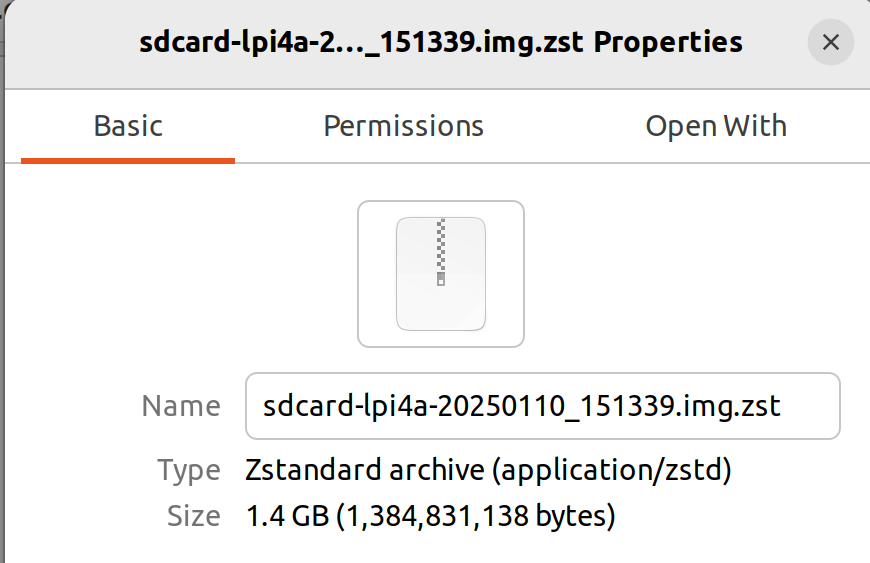 sdcard-lpi4a-2…_151339.img.zst Properties
Basic Permissions Open With
Name sdcard-lpi4a-20250110_151339.img.zst
Type Zstandard archive (application/zstd)
Size 1.4 GB (1,384,831,138 bytes)